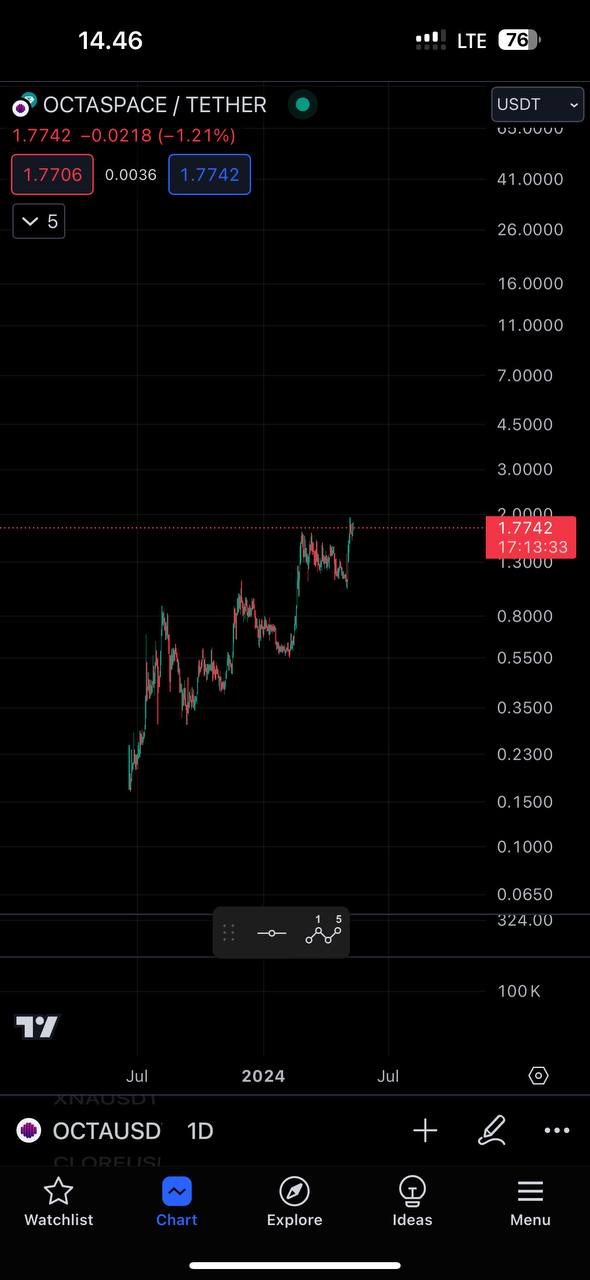 14.46 LTE 76
OCTASPACE / TETHER USDT
65.0000
1.7742 −0.0218 (−1.21%)
1.7706 0.0036 1.7742
41.0000
5
26.0000
16.0000
11.0000
7.0000
4.5000
3.0000
2.0000
1.7742
17:13:33
1.3000
0.8000
0.5500
0.3500
0.2300
0.1500
0.1000
0.0650
1 5
324.00
100K
Jul 2024 Jul
XNAUSDT
OCTAUSD 1D
CLOREUS
Watchlist Chart Explore Ideas Menu